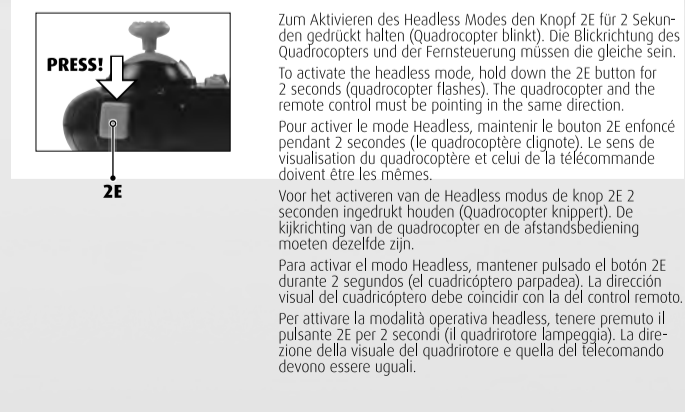 PRESS!
2E
Zum Aktivieren des Headless Modes den Knopf 2E für 2 Sekun-
den gedrückt halten (Quadrocopter blinkt). Die Blickrichtung des
Quadrocopters und der Fernsteuerung müssen die gleiche sein.
To activate the headless mode, hold down the 2E button for
2 seconds (quadrocopter flashes). The quadrocopter and the
remote control must be pointing in the same direction.
Pour activer le mode Headless, maintenir le bouton 2E enfoncé
pendant 2 secondes (le quadrocoptère clignote). Le sens de
visualisation du quadrocoptère et celui de la télécommande
doivent être les mêmes.
Voor het activeren van de Headless modus de knop 2E 2
seconden ingedrukt houden (Quadrocopter knippert). De
kijkrichting van de quadrocopter en de afstandsbediening
moeten dezelfde zijn.
Para activar el modo Headless, mantener pulsado el botón 2E
durante 2 segundos (el cuadricóptero parpadea). La dirección
visual del cuadricóptero debe coincidir con la del control remoto.
Per attivare la modalità operativa headless, tenere premuto il
pulsante 2E per 2 secondi (il quadrirotore lampeggia). La dire-
zione della visuale del quadrirotore e quella del telecomando
devono essere uguali.